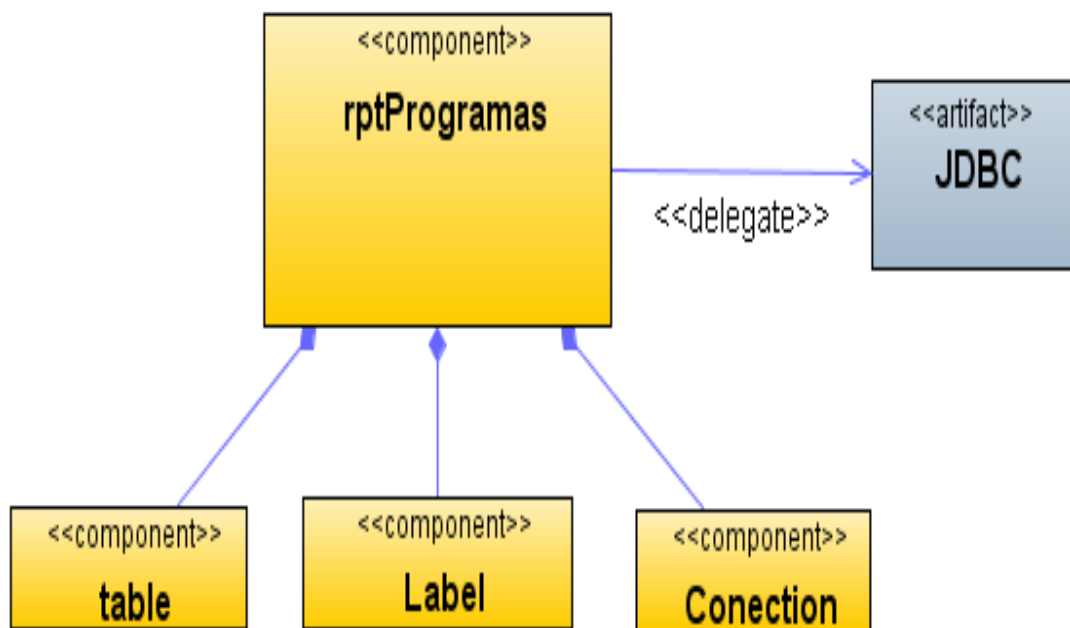 <<component>>
rptProgramas
<<artifact>>
JDBC
<<delegate>>
<<component>>
table
<<component>>
Label
<<component>>
Conection